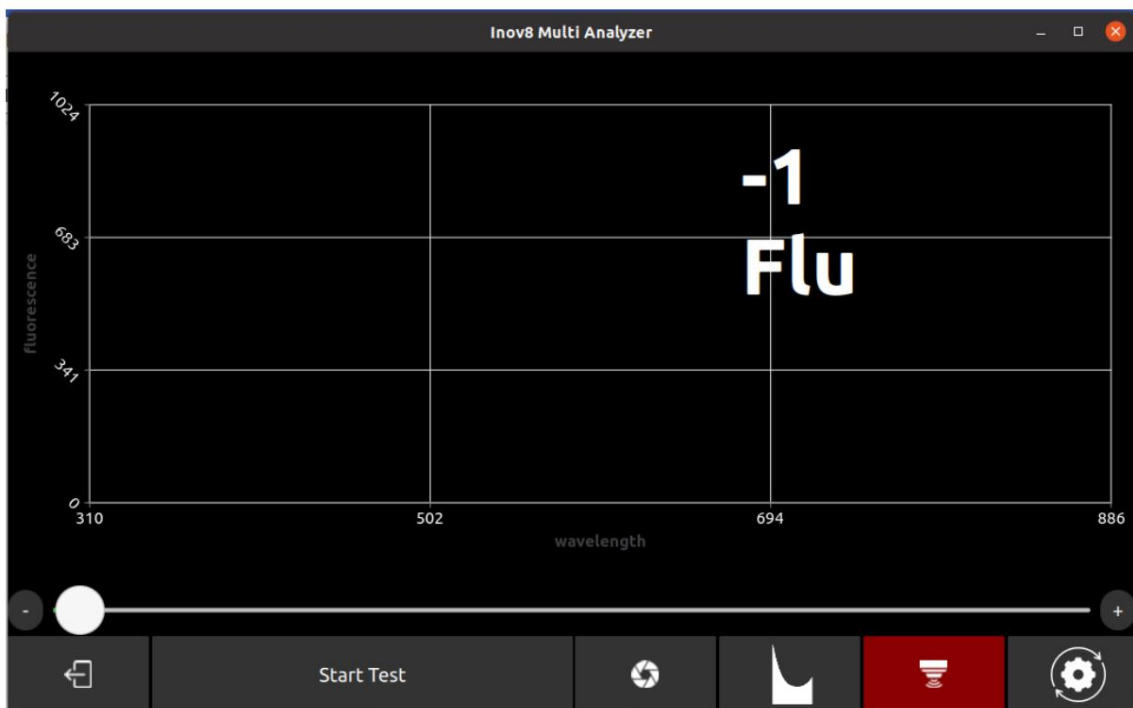 Inov8 Multi Analyzer
1024
683
341
0
fluorescence
-1
Flu
310 502 694 886
wavelength
- +
Start Test